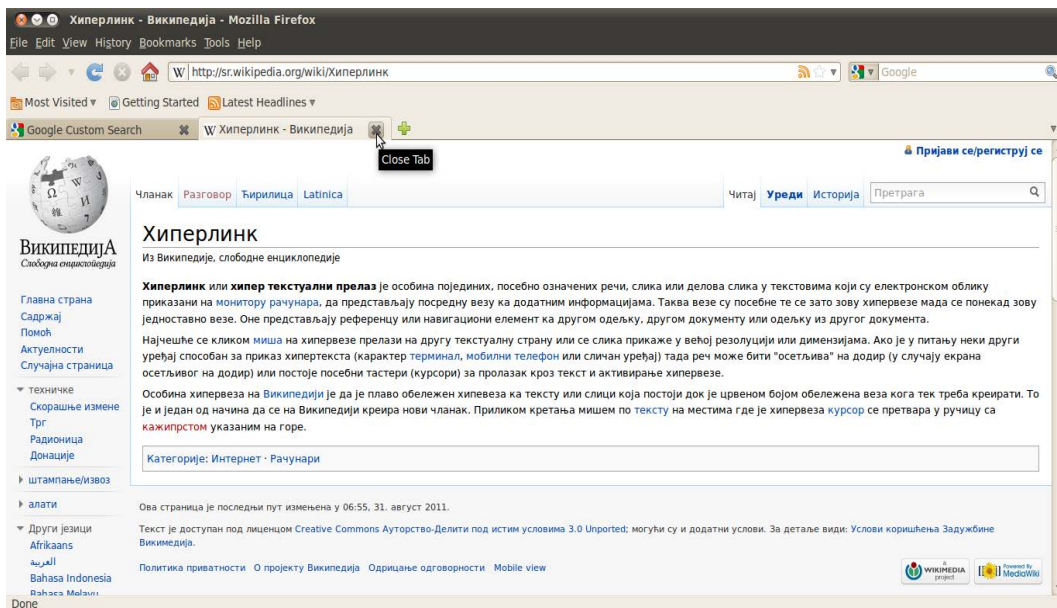 Хиперлинк - Википедија - Mozilla Firefox
File Edit View History Bookmarks Tools Help
W http://sr.wikipedia.org/wiki/Хиперлинк Google
Most Visited Getting Started Latest Headlines
Google Custom Search W Хиперлинк - Википедија
Close Tab
Пријави се/региструј се
Чланак Разговор Ћирилица Latinica Читај Уреди Историја Претрага
ВикипедијА
Слободна енциклопедија
Главна страна
Садржај
Помоћ
Актуелности
Случајна страница
техничке
Скорашње измене
Трг
Радионица
Донације
штампање/извоз
алати
Други језици
Afrikaans
العربية
Bahasa Indonesia
Bahasa Melayu
Хиперлинк
Из Википедије, слободне енциклопедије
Хиперлинк или хипер текстуални прелаз је особина појединих, посебно означених речи, слика или делова слика у текстовима који су електронском облику
приказани на монитору рачунара, да представљају посредну везу ка додатним информацијама. Таква везе су посебне те се зато зову хипервезе мада се понекад зову
једноставно везе. Оне представљају референцу или навигациони елемент ка другом одељку, другом документу или одељку из другог документа.
Најчешће се кликом миша на хипервезе прелази на другу текстуалну страну или се слика прикаже у већој резолуцији или димензијама. Ако је у питању неки други
уређај способан за приказ хипертекста (карактер терминал, мобилни телефон или сличан уређај) тада реч може бити "осетљива" на додир (у случају екрана
осетљивог на додир) или постоје посебни тастери (курсори) за пролазак кроз текст и активирање хипервезе.
Особина хипервеза на Википедији је да је плаво обележен хипевеза ка тексту или слици која постоји док је црвеном бојом обележена веза кога тек треба креирати. То
је и један од начина да се на Википедији креира нови чланак. Приликом кретања мишем по тексту на местима где је хипервеза курсор се претвара у ручицу са
кажипрстом указаним на горе.
Категорије: Интернет · Рачунари
Ова страница је последњи пут измењена у 06:55, 31. август 2011.
Текст је доступан под лиценцом Creative Commons Ауторство-Делити под истим условима 3.0 Unported; могући су и додатни услови. За детаље види: Услови коришћења Задужбине
Викимедија.
Политика приватности О пројекту Википедија Одрицање одговорности Mobile view
A WIKIMEDIA project
Powered By MediaWiki
Done